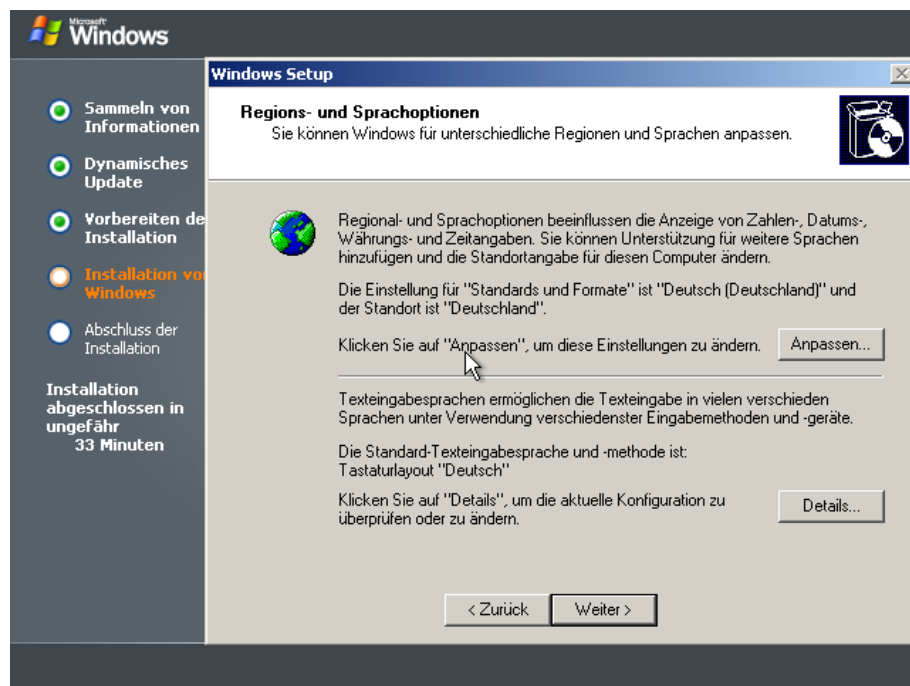 Microsoft
Windows
Sammeln von
Informationen
Dynamisches
Update
Vorbereiten de
Installation
Installation vo
Windows
Abschluss der
Installation
Installation
abgeschlossen in
ungefähr
33 Minuten
Windows Setup
Regions- und Sprachoptionen
Sie können Windows für unterschiedliche Regionen und Sprachen anpassen.
Regional- und Sprachoptionen beeinflussen die Anzeige von Zahlen-, Datums-,
Währungs- und Zeitangaben. Sie können Unterstützung für weitere Sprachen
hinzufügen und die Standortangabe für diesen Computer ändern.
Die Einstellung für "Standards und Formate" ist "Deutsch (Deutschland)" und
der Standort ist "Deutschland".
Klicken Sie auf "Anpassen", um diese Einstellungen zu ändern.
Anpassen...
Texteingabesprachen ermöglichen die Texteingabe in vielen verschieden
Sprachen unter Verwendung verschiedenster Eingabemethoden und -geräte.
Die Standard-Texteingabesprache und -methode ist:
Tastaturlayout "Deutsch"
Klicken Sie auf "Details", um die aktuelle Konfiguration zu
überprüfen oder zu ändern.
Details...
< Zurück
Weiter >